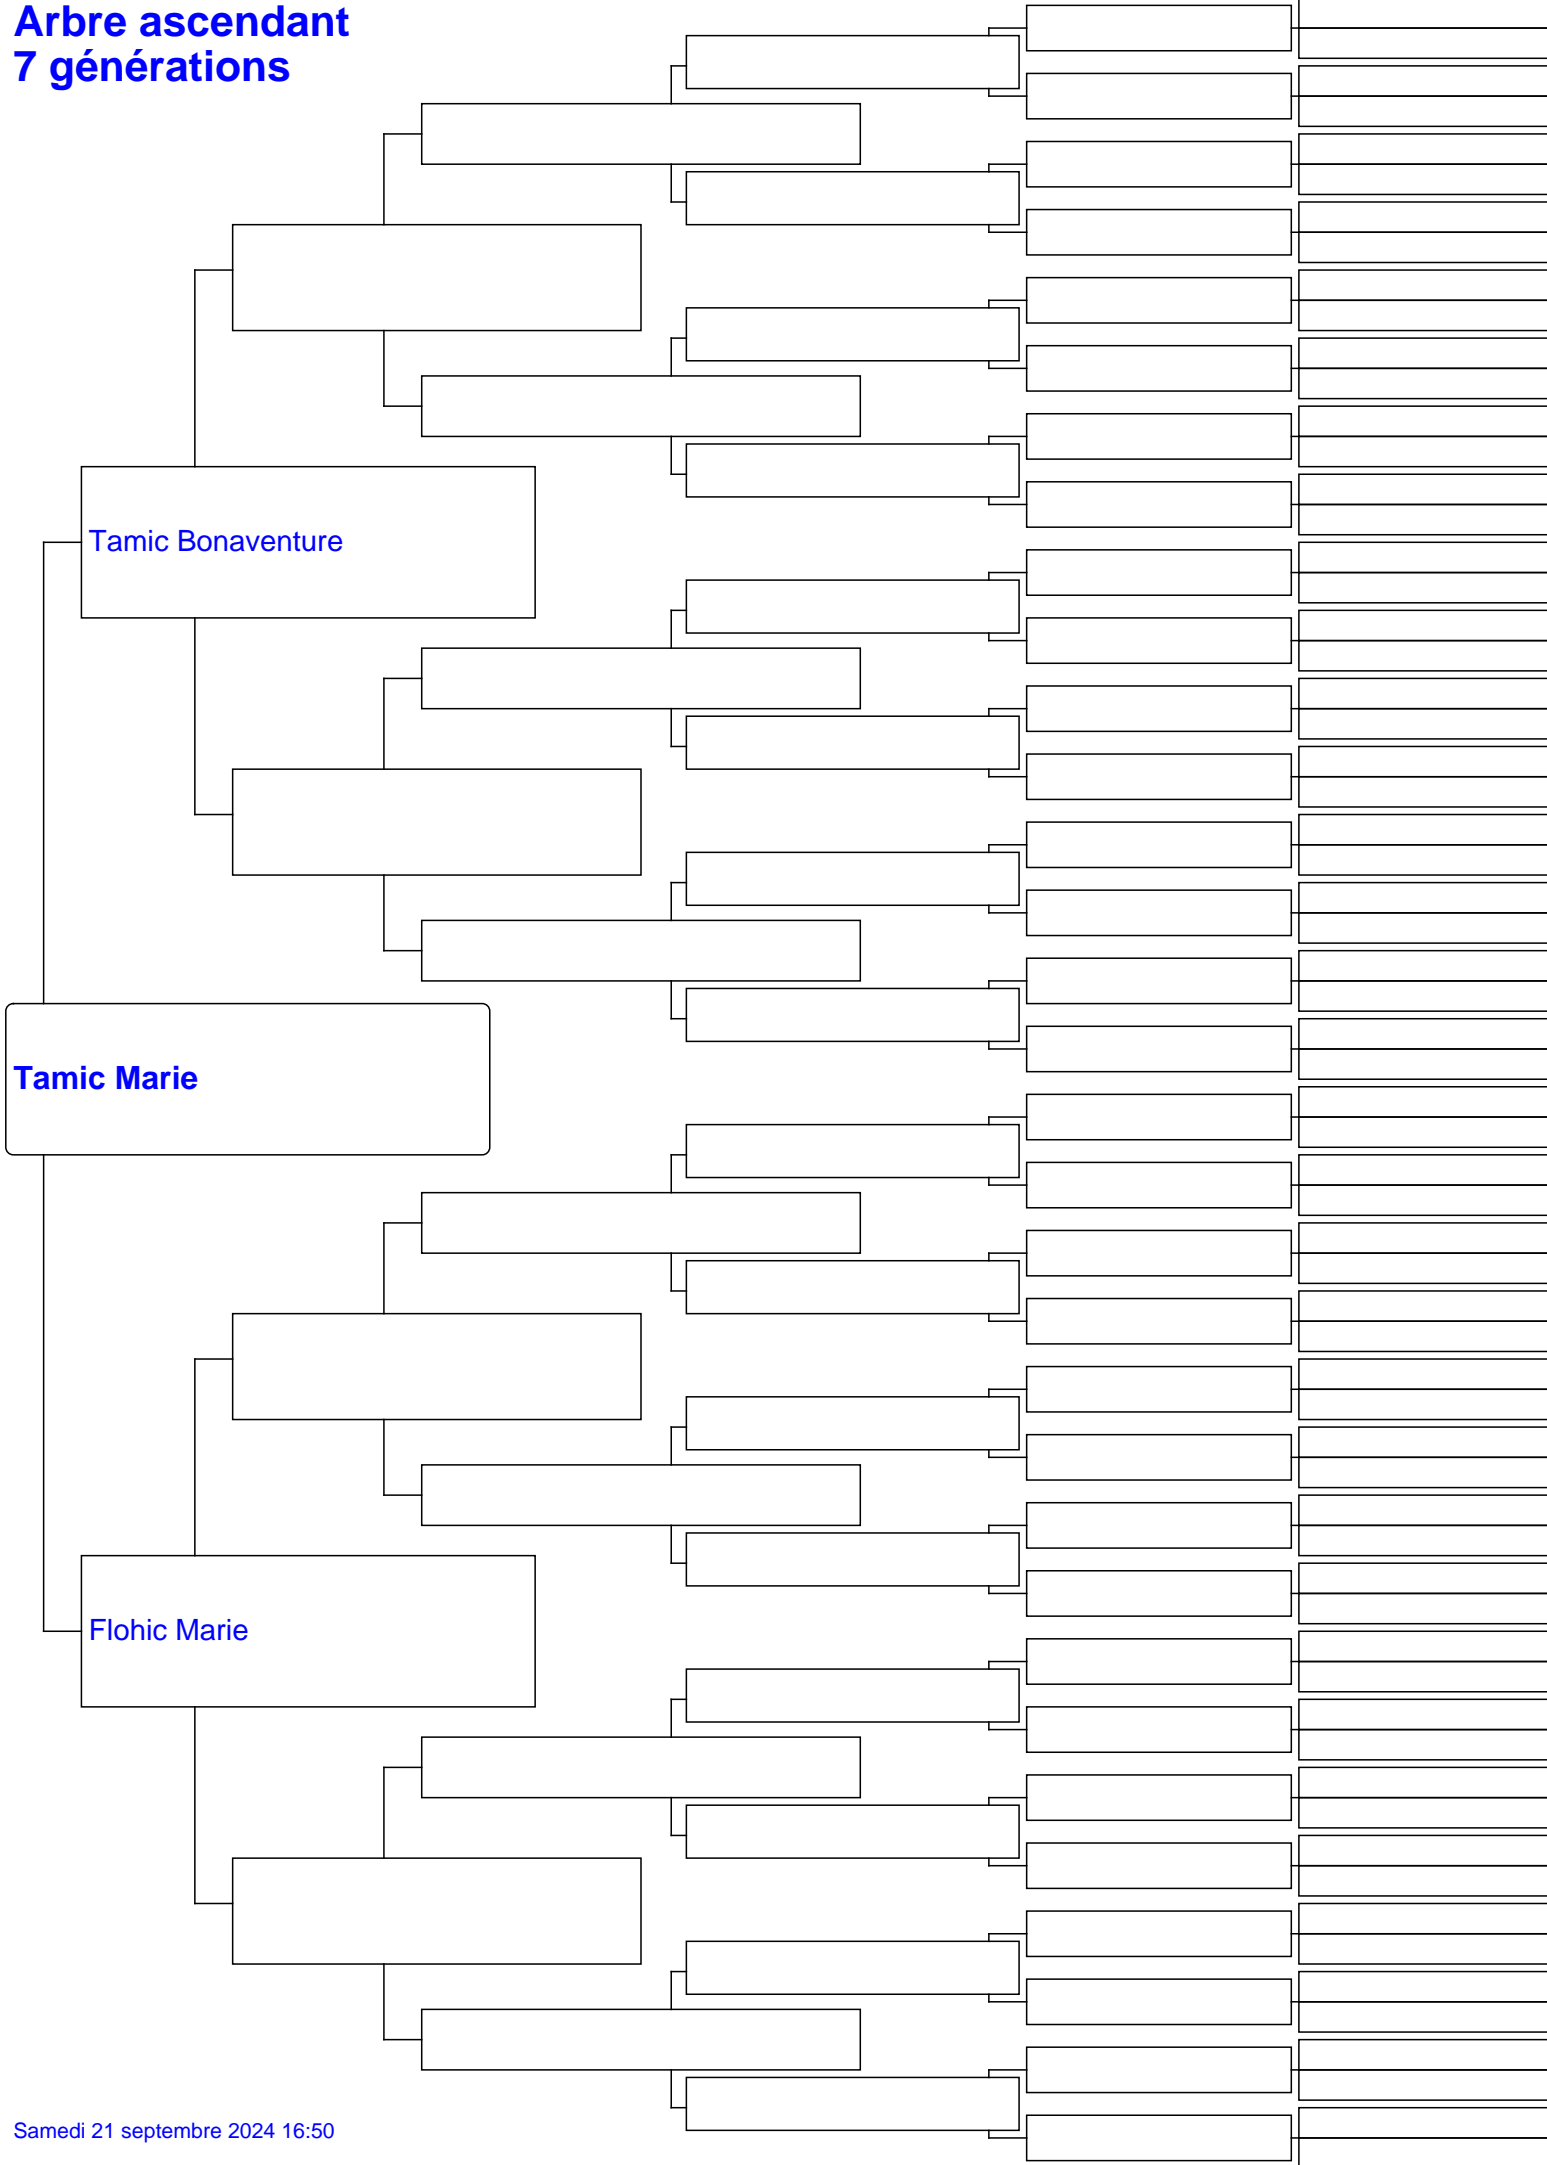 Arbre ascendant
7 générations
Tamic Bonaventure
Tamic Marie
Flohic Marie
Samedi 21 septembre 2024 16:50